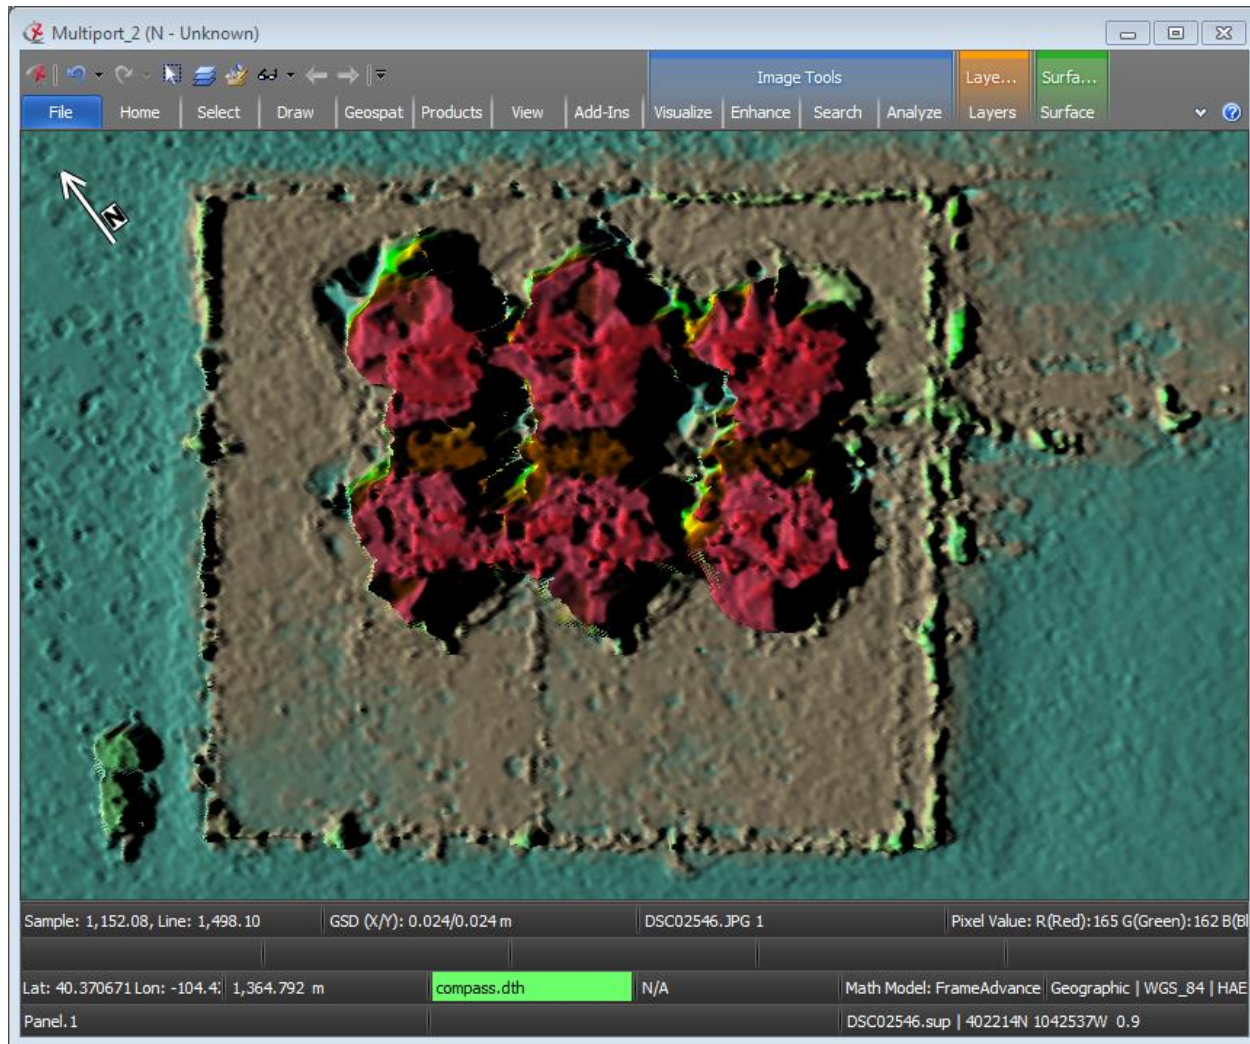 Multiport_2 (N - Unknown)
Image Tools
Laye...
Surfa...
File Home Select Draw Geospat Products View Add-Ins Visualize Enhance Search Analyze Layers Surface
N
Sample: 1,152.08, Line: 1,498.10 GSD (X/Y): 0.024/0.024 m DSC02546.JPG 1 Pixel Value: R(Red):165 G(Green):162 B(Bl
Lat: 40.370671 Lon: -104.42 1,364.792 m compass.dth N/A Math Model: FrameAdvance Geographic | WGS_84 | HAE
Panel.1 DSC02546.sup | 402214N 1042537W 0.9